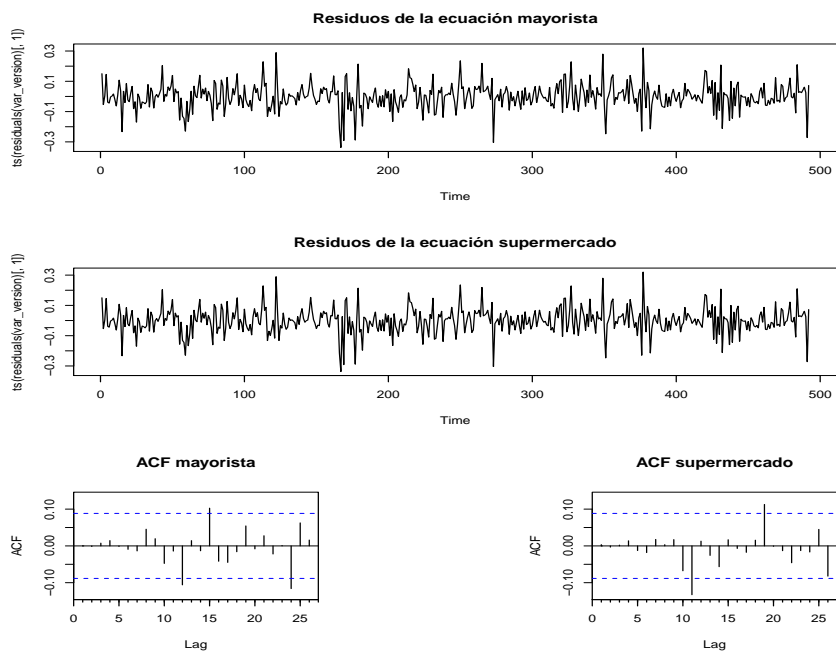 Residuos de la ecuación mayorista
ts(residuals(var_version)[, 1])
0.3
0.1
−0.1
−0.3
0 100 200 300 400 500
Time
Residuos de la ecuación supermercado
ts(residuals(var_version)[, 1])
0.3
0.1
−0.1
−0.3
0 100 200 300 400 500
Time
ACF mayorista
ACF
0.10
0.00
−0.10
0 5 10 15 20 25
Lag
ACF supermercado
ACF
0.10
0.00
−0.10
0 5 10 15 20 25
Lag